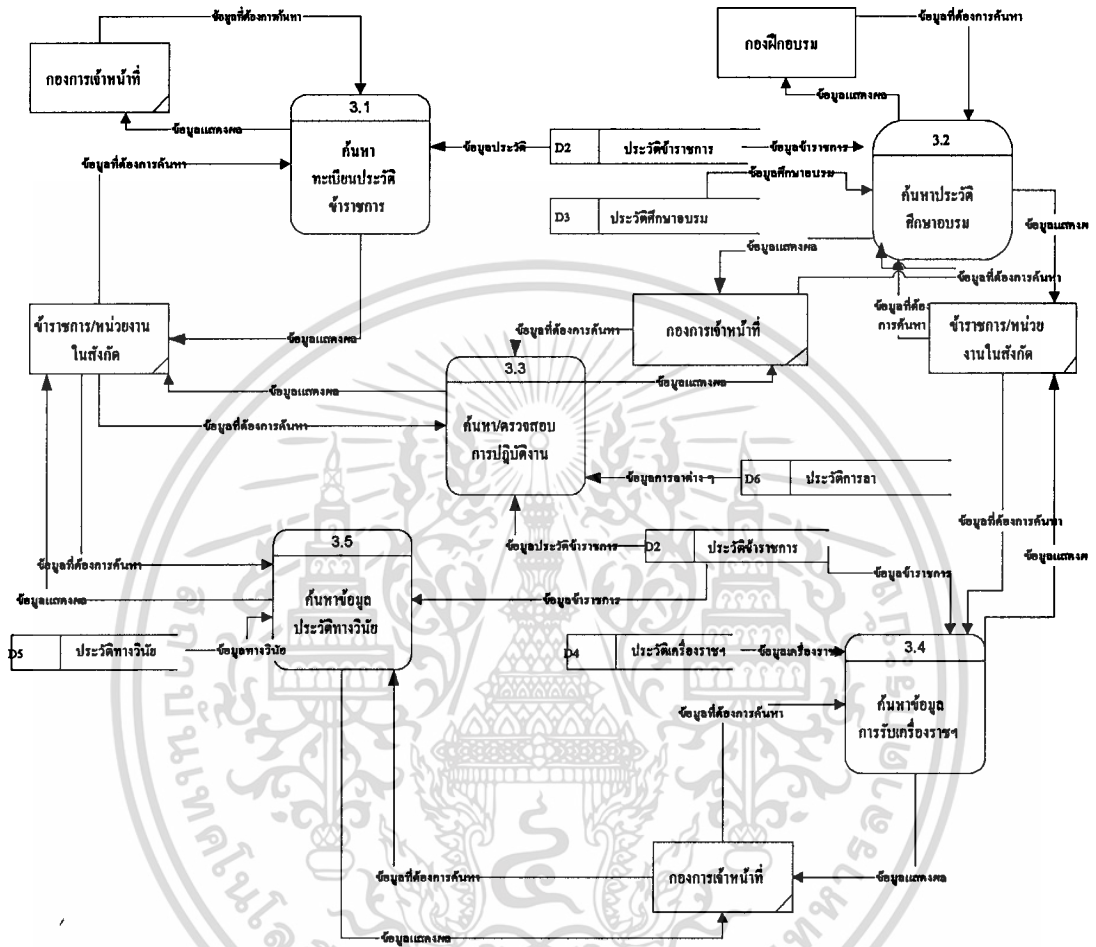 ข้อมูลที่ต้องการค้นหา
ข้อมูลที่ต้องการค้นหา
กองการเจ้าหน้าที่
กองฝึกอบรม
ข้อมูลแสดงผล
3.1
ข้อมูลแสดงผล
3.2
ข้อมูลที่ต้องการค้นหา
ค้นหา
ทะเบียนประวัติ
ข้าราชการ
ข้อมูลประวัติ
D2
ประวัติข้าราชการ
ข้อมูลข้าราชการ
ข้อมูลศึกษาอบรม
ค้นหาประวัติ
ศึกษาอบรม
D3
ประวัติศึกษาอบรม
ข้อมูลแสดงผล
ข้อมูลแสดงผ
ข้อมูลที่ต้องการค้นหา
ข้าราชการ/หน่วยงาน
ในสังกัด
ข้อมูลแสดงผล
ข้อมูลที่ต้องการค้นหา
กองการเจ้าหน้าที่
ข้อมูลที่ต้อง
การค้นหา
ข้าราชการ/หน่วย
งานในสังกัด
3.3
ข้อมูลแสดงผล
ข้อมูลแสดงผล
ข้อมูลที่ต้องการค้นหา
ค้นหา/ตรวจสอบ
การปฎิบัติงาน
ข้อมูลการลาต่าง ๆ
D6
ประวัติการลา
ข้อมูลที่ต้องการค้นหา
3.5
ข้อมูลประวัติข้าราชการ
D2
ประวัติข้าราชการ
ข้อมูลแสดงผ
ข้อมูลที่ต้องการค้นหา
ข้อมูลข้าราชการ
ข้อมูลแสดงผล
ค้นหาข้อมูล
ประวัติทางวินัย
ข้อมูลข้าราชการ
D5
ประวัติทางวินัย
ข้อมูลทางวินัย
D4
ประวัติเครื่องราชฯ
ข้อมูลเครื่องราช
3.4
ค้นหาข้อมูล
การรับเครื่องราชฯ
ข้อมูลที่ต้องการค้นหา
ข้อมูลที่ต้องการค้นหา
กองการเจ้าหน้าที่
ข้อมูลแสดงผล
ข้อมูลแสดงผล